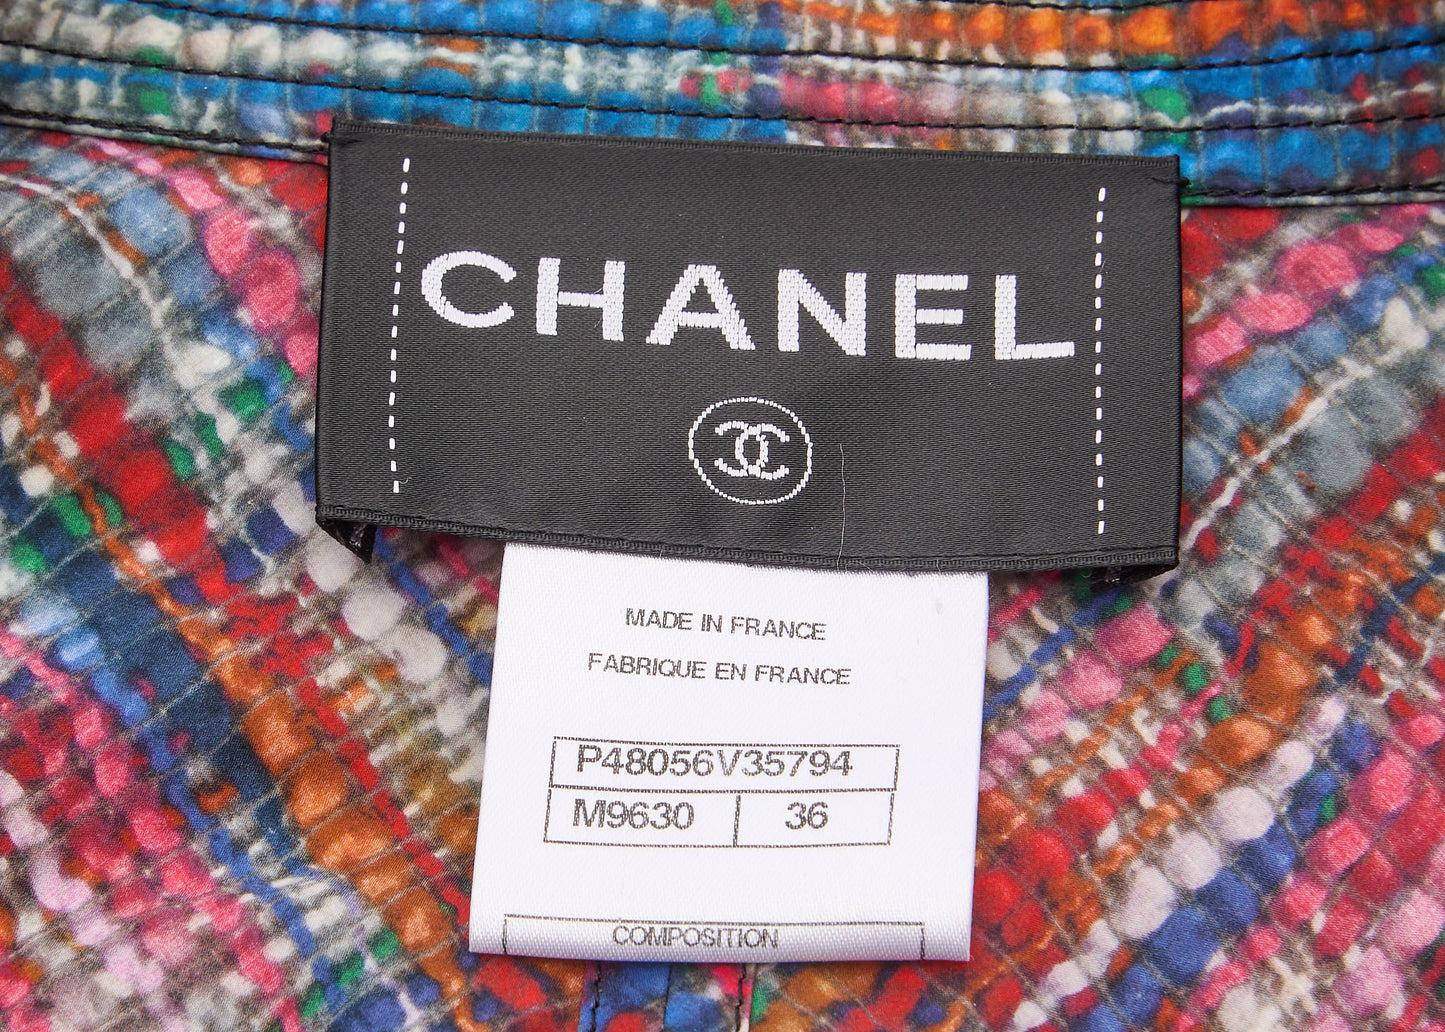 CHANEL
MADE IN FRANCE
FABRIQUE EN FRANCE
P48056V35794
M9630 36
COMPOSITION